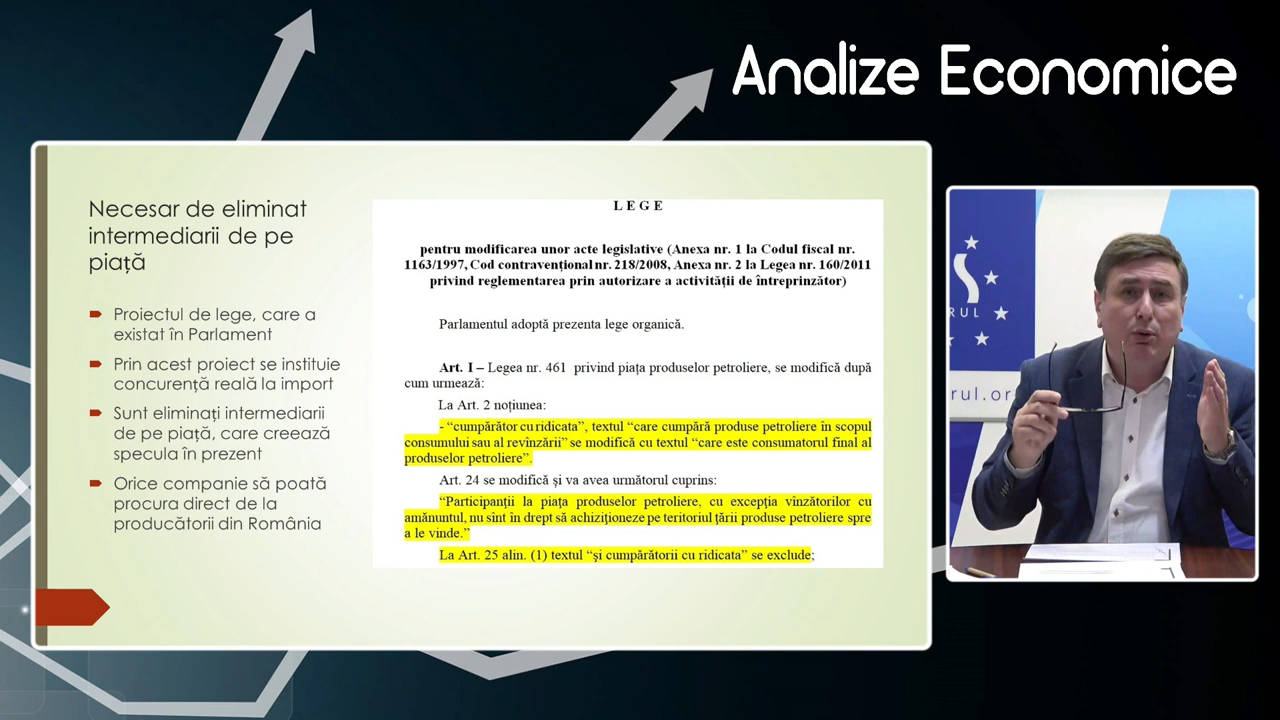 Analize Economice
Necesar de eliminat
intermediarii de pe
piață
Proiectul de lege, care a
existat în Parlament
Prin acest proiect se instituie
concurență reală la import
Sunt eliminați intermediarii
de pe piață, care creează
specula în prezent
Orice companie să poată
procura direct de la
producătorii din România
L E G E
pentru modificarea unor acte legislative (Anexa nr. 1 la Codul fiscal nr.
1163/1997, Cod contravențional nr. 218/2008, Anexa nr. 2 la Legea nr. 160/2011
privind reglementarea prin autorizare a activității de întreprinzător)
Parlamentul adoptă prezenta lege organică.
Art. I – Legea nr. 461 privind piața produselor petroliere, se modifică după
cum urmează:
La Art. 2 noțiunea:
- “cumpărător cu ridicata”, textul “care cumpără produse petroliere în scopul
consumului sau al revînzării” se modifică cu textul “care este consumatorul final al
produselor petroliere”.
Art. 24 se modifică și va avea următorul cuprins:
“Participanții la piața produselor petroliere, cu excepția vînzătorilor cu
amănuntul, nu sînt în drept să achiziționeze pe teritoriul țării produse petroliere spre
a le vinde.”
La Art. 25 alin. (1) textul “și cumpărătorii cu ridicata” se exclude;
RUL
rul.or